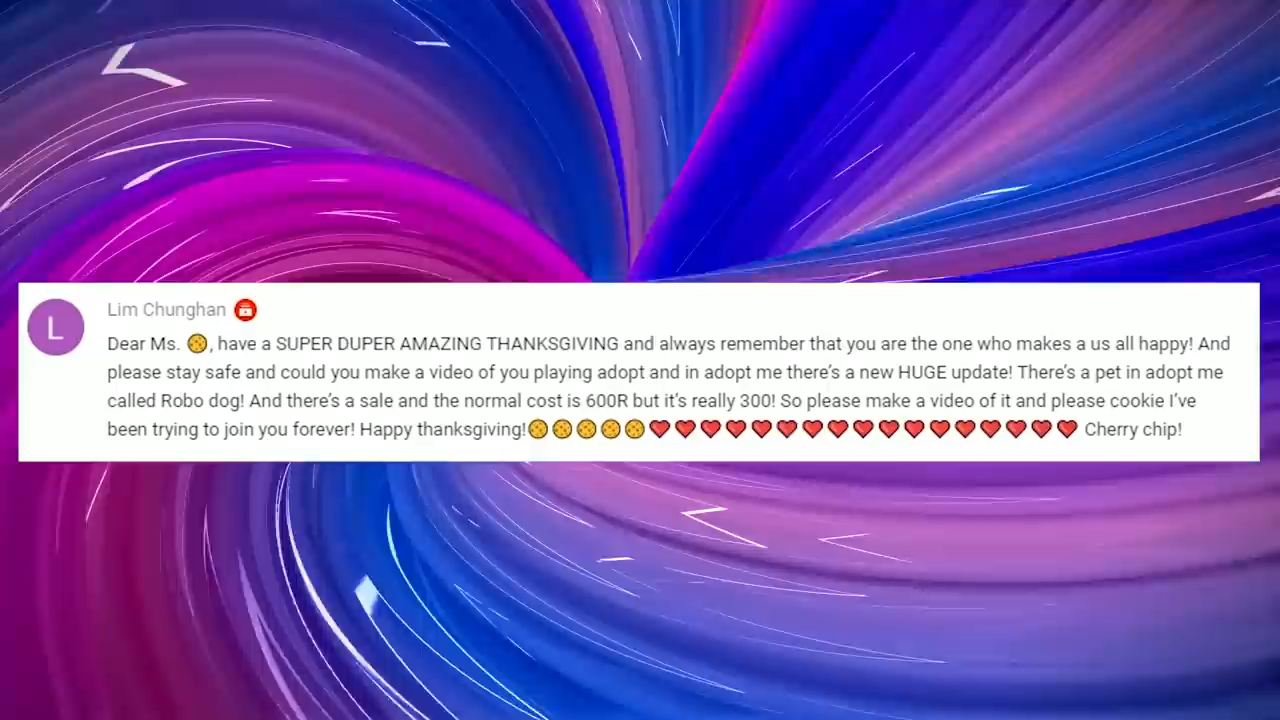 L
Lim Chunghan
Dear Ms. 🍪, have a SUPER DUPER AMAZING THANKSGIVING and always remember that you are the one who makes a us all happy! And
please stay safe and could you make a video of you playing adopt and in adopt me there's a new HUGE update! There's a pet in adopt me
called Robo dog! And there's a sale and the normal cost is 600R but it's really 300! So please make a video of it and please cookie I've
been trying to join you forever! Happy thanksgiving!🍪🍪🍪🍪🍪❤❤❤❤❤❤❤❤❤❤❤❤❤❤❤❤❤ Cherry chip!